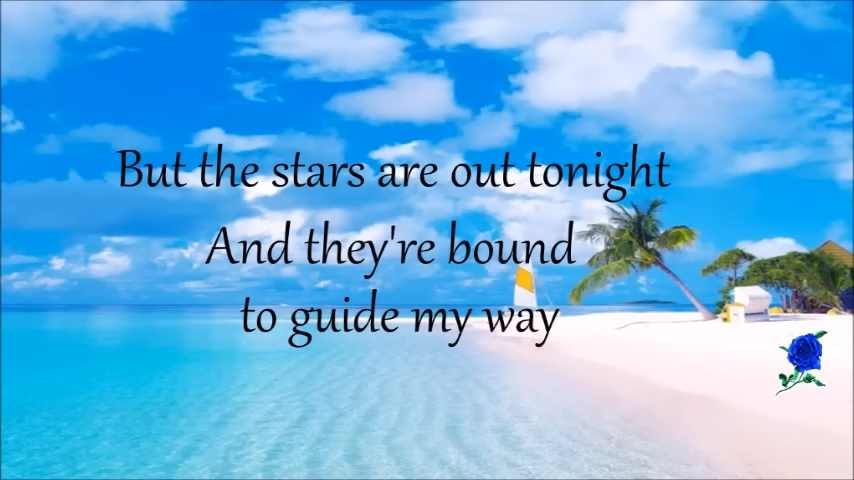 But the stars are out tonight
And they're bound
to guide my way